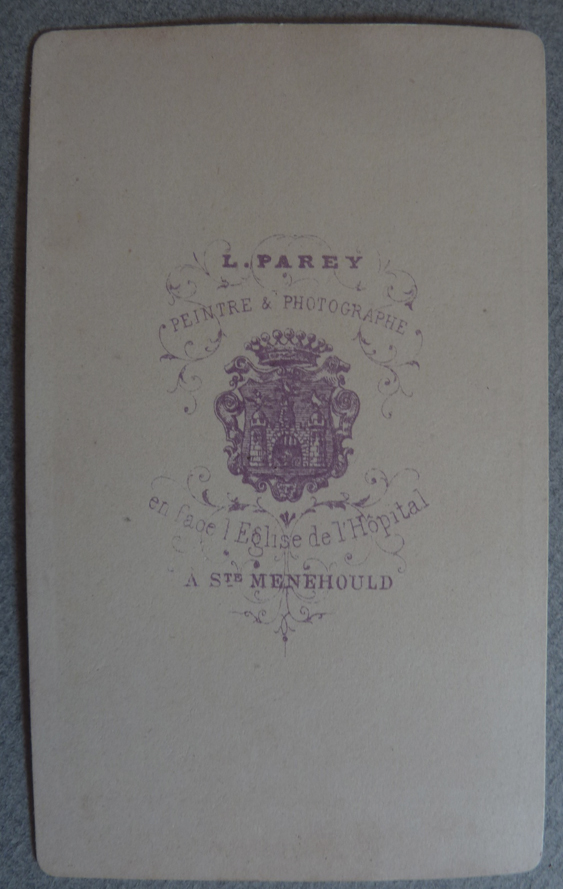 L. PAREY
PEINTRE & PHOTOGRAPHE
en face l'Eglise de l'Hôpital
À STE MENEHOULD